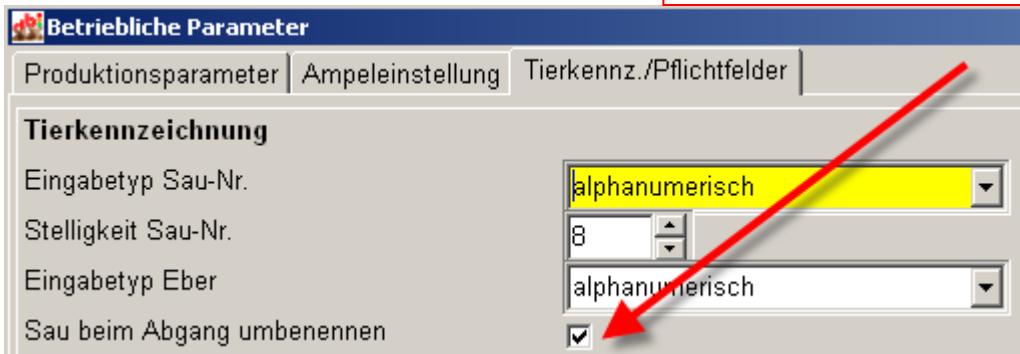 Betriebliche Parameter
Produktionsparameter Ampeleinstellung Tierkennz./Pflichtfelder
Tierkennzeichnung
Eingabetyp Sau-Nr. alphanumerisch
Stelligkeit Sau-Nr. 8
Eingabetyp Eber alphanumerisch
Sau beim Abgang umbenennen